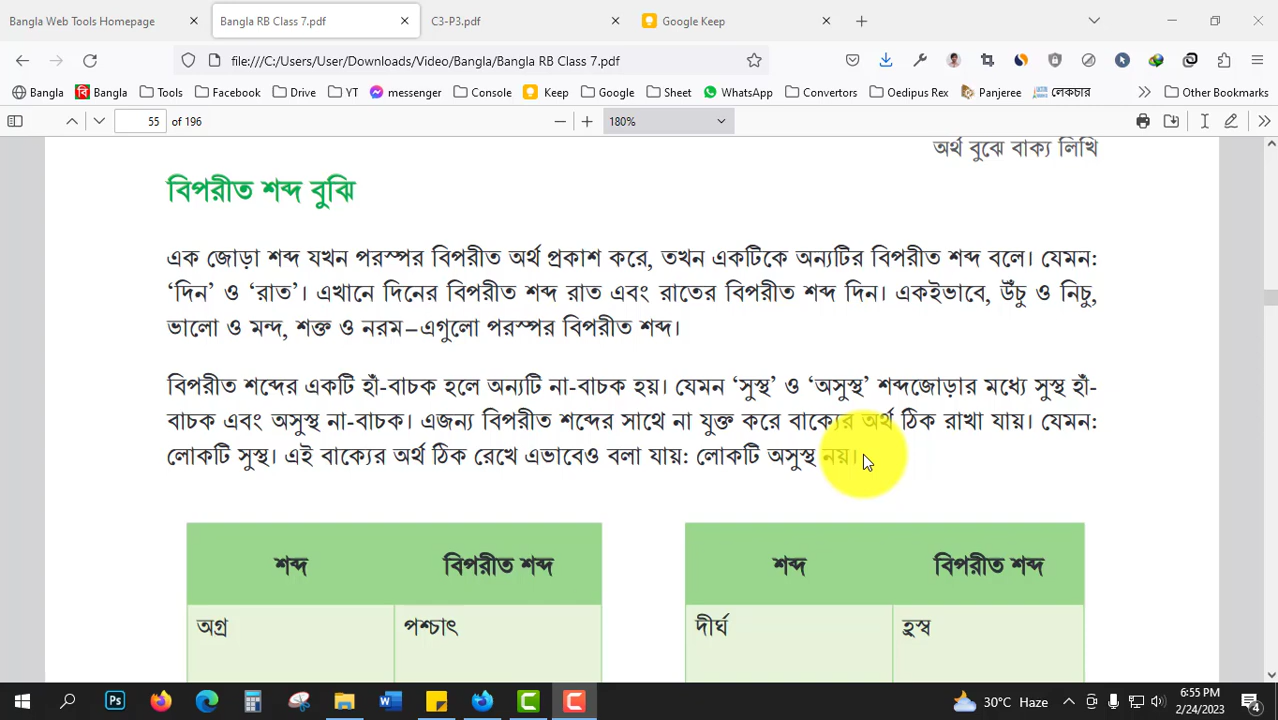 Bangla Web Tools Homepage
Bangla RB Class 7.pdf
C3-P3.pdf
Google Keep
file:///C:/Users/User/Downloads/Video/Bangla/Bangla RB Class 7.pdf
Bangla Bangla Tools Facebook Drive YT messenger Console Keep Google Sheet WhatsApp Convertors Oedipus Rex Panjeree লেকচার Other Bookmarks
55 of 196 180%
অর্থ বুঝে বাক্য লিখি
বিপরীত শব্দ বুঝি
এক জোড়া শব্দ যখন পরস্পর বিপরীত অর্থ প্রকাশ করে, তখন একটিকে অন্যটির বিপরীত শব্দ বলে। যেমন:
‘দিন’ ও ‘রাত’। এখানে দিনের বিপরীত শব্দ রাত এবং রাতের বিপরীত শব্দ দিন। একইভাবে, উঁচু ও নিচু,
ভালো ও মন্দ, শক্ত ও নরম–এগুলো পরস্পর বিপরীত শব্দ।
বিপরীত শব্দের একটি হাঁ-বাচক হলে অন্যটি না-বাচক হয়। যেমন ‘সুস্থ’ ও ‘অসুস্থ’ শব্দজোড়ার মধ্যে সুস্থ হাঁ-
বাচক এবং অসুস্থ না-বাচক। এজন্য বিপরীত শব্দের সাথে না যুক্ত করে বাক্যের অর্থ ঠিক রাখা যায়। যেমন:
লোকটি সুস্থ। এই বাক্যের অর্থ ঠিক রেখে এভাবেও বলা যায়: লোকটি অসুস্থ নয়।
শব্দ বিপরীত শব্দ শব্দ বিপরীত শব্দ
অগ্র পশ্চাৎ দীর্ঘ হ্রস্ব
30°C Haze
6:55 PM
2/24/2023
4